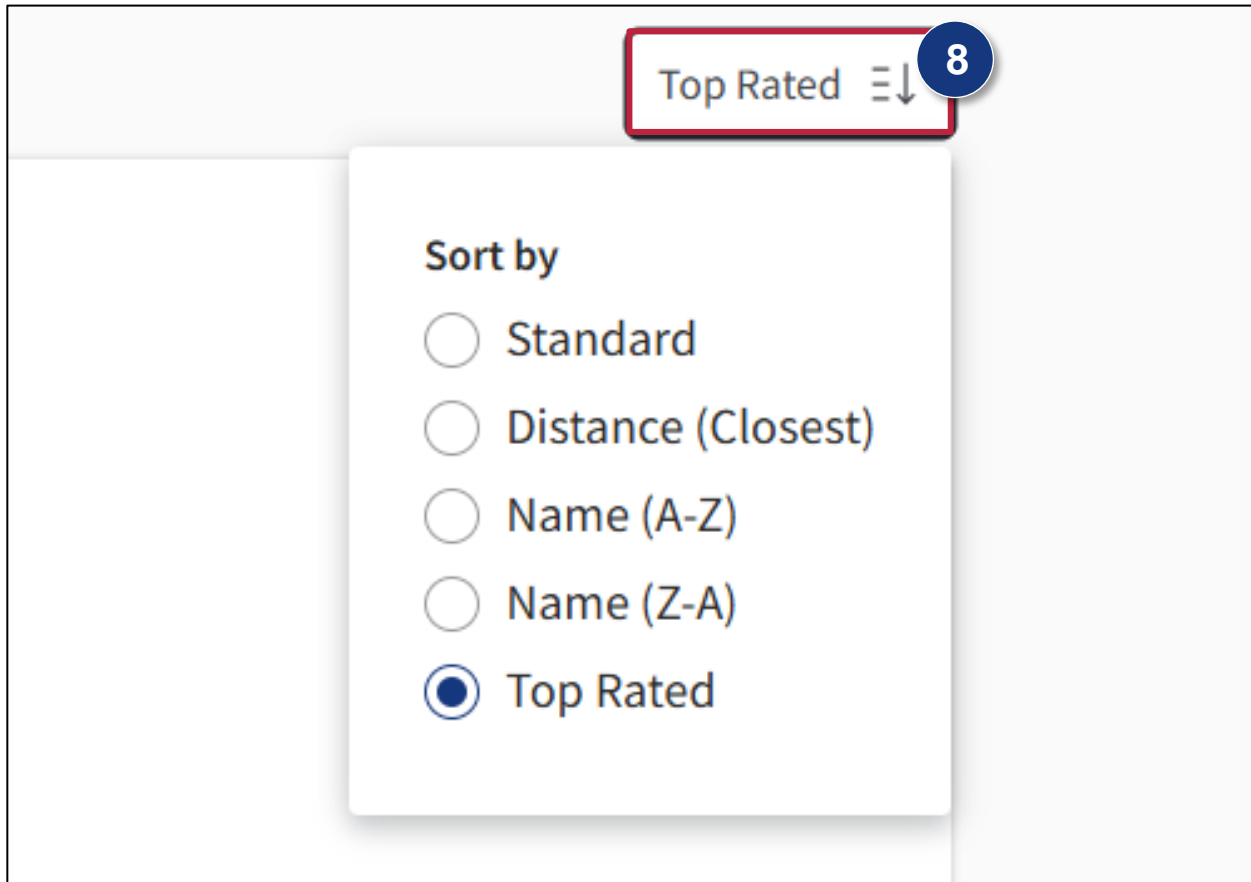 Top Rated
8
Sort by
Standard
Distance (Closest)
Name (A-Z)
Name (Z-A)
Top Rated